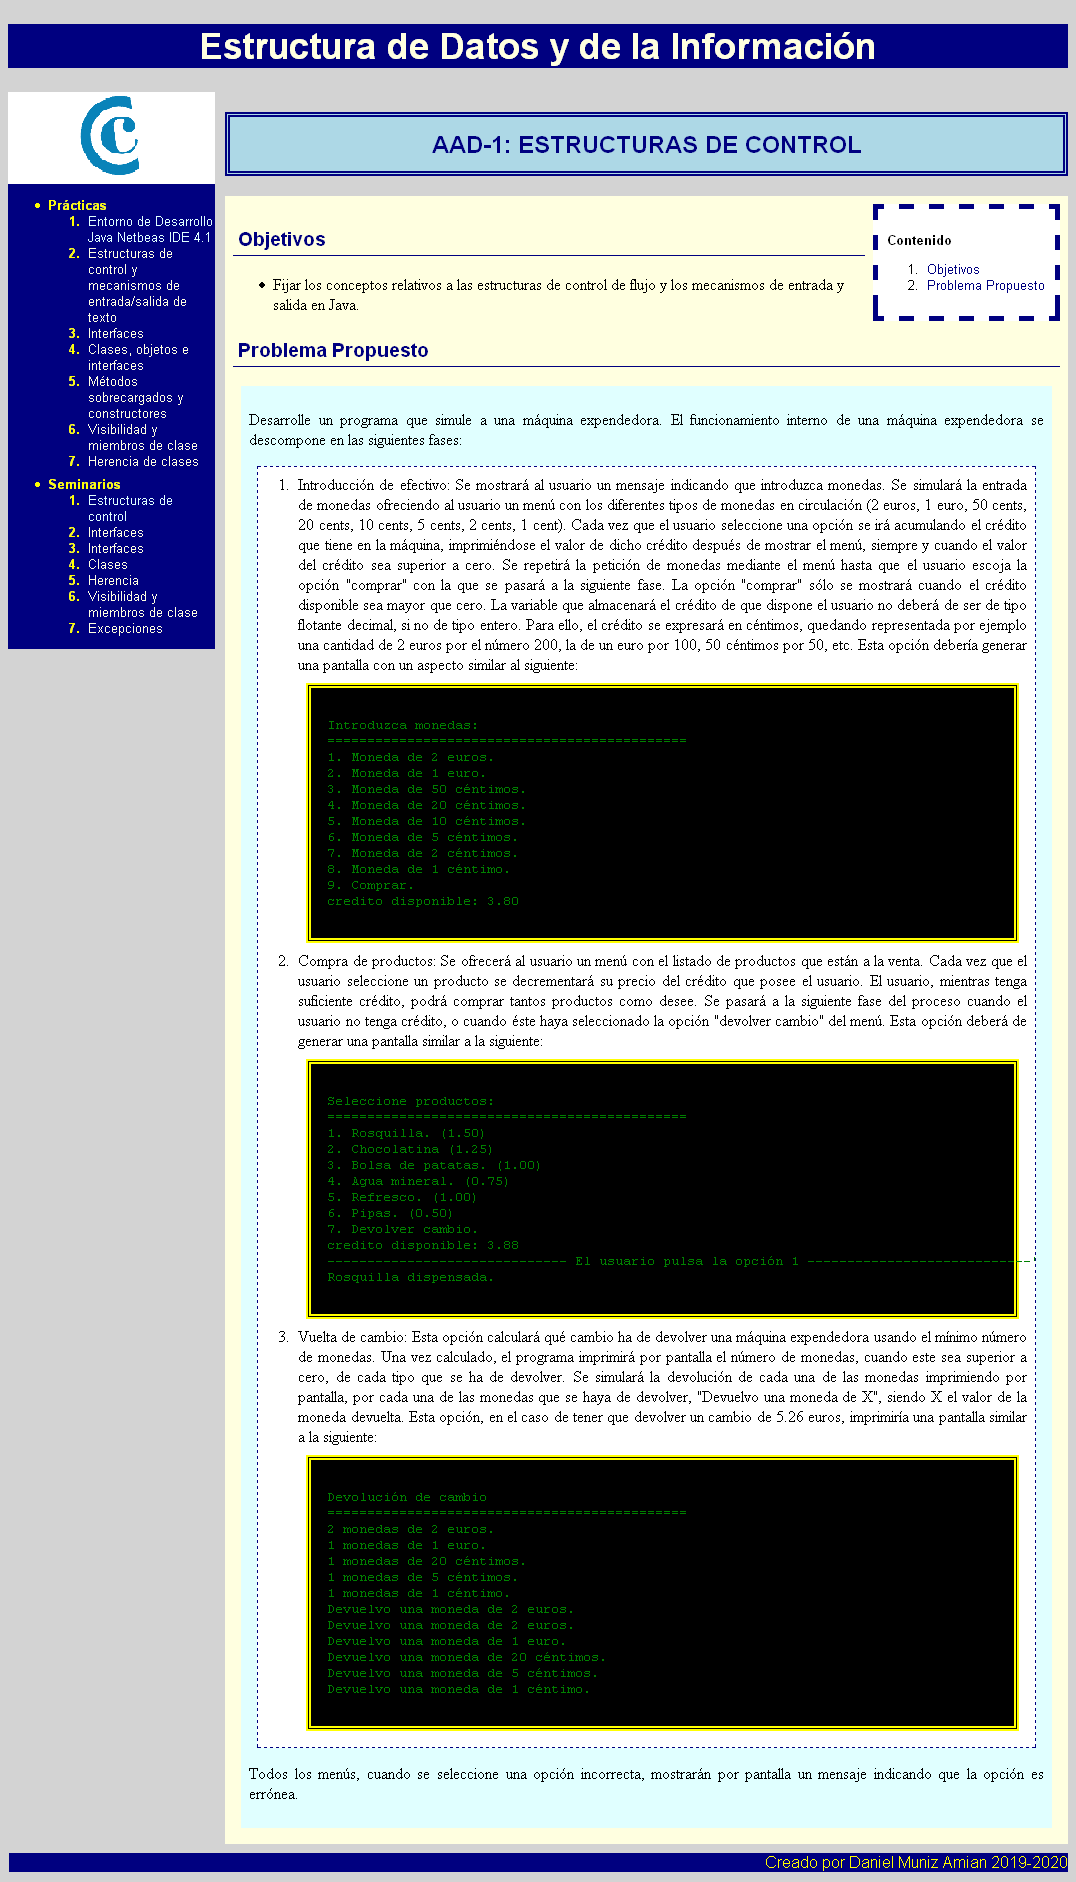 Estructura de Datos y de la Información
Prácticas
1. Entorno de Desarrollo
Java Netbeas IDE 4.1
2. Estructuras de
control y
mecanismos de
entrada/salida de
texto
3. Interfaces
4. Clases, objetos e
interfaces
5. Métodos
sobrecargados y
constructores
6. Visibilidad y
miembros de clase
7. Herencia de clases
Seminarios
1. Estructuras de
control
2. Interfaces
3. Interfaces
4. Clases
5. Herencia
6. Visibilidad y
miembros de clase
7. Excepciones
AAD-1: ESTRUCTURAS DE CONTROL
Contenido
1. Objetivos
2. Problema Propuesto
Objetivos
Fijar los conceptos relativos a las estructuras de control de flujo y los mecanismos de entrada y
salida en Java.
Problema Propuesto
Desarrolle un programa que simule a una máquina expendedora. El funcionamiento interno de una máquina expendedora se
descompone en las siguientes fases:
1. Introducción de efectivo: Se mostrará al usuario un mensaje indicando que introduzca monedas. Se simulará la entrada
de monedas ofreciendo al usuario un menú con los diferentes tipos de monedas en circulación (2 euros, 1 euro, 50 cents,
20 cents, 10 cents, 5 cents, 2 cents, 1 cent). Cada vez que el usuario seleccione una opción se irá acumulando el crédito
que tiene en la máquina, imprimiéndose el valor de dicho crédito después de mostrar el menú, siempre y cuando el valor
del crédito sea superior a cero. Se repetirá la petición de monedas mediante el menú hasta que el usuario escoja la
opción "comprar" con la que se pasará a la siguiente fase. La opción "comprar" sólo se mostrará cuando el crédito
disponible sea mayor que cero. La variable que almacenará el crédito de que dispone el usuario no deberá de ser de tipo
flotante decimal, si no de tipo entero. Para ello, el crédito se expresará en céntimos, quedando representada por ejemplo
una cantidad de 2 euros por el número 200, la de un euro por 100, 50 céntimos por 50, etc. Esta opción debería generar
una pantalla con un aspecto similar al siguiente:
Introduzca monedas:
=============================================
1. Moneda de 2 euros.
2. Moneda de 1 euro.
3. Moneda de 50 céntimos.
4. Moneda de 20 céntimos.
5. Moneda de 10 céntimos.
6. Moneda de 5 céntimos.
7. Moneda de 2 céntimos.
8. Moneda de 1 céntimo.
9. Comprar.
credito disponible: 3.80
2. Compra de productos: Se ofrecerá al usuario un menú con el listado de productos que están a la venta. Cada vez que el
usuario seleccione un producto se decrementará su precio del crédito que posee el usuario. El usuario, mientras tenga
suficiente crédito, podrá comprar tantos productos como desee. Se pasará a la siguiente fase del proceso cuando el
usuario no tenga crédito, o cuando éste haya seleccionado la opción "devolver cambio" del menú. Esta opción deberá de
generar una pantalla similar a la siguiente:
Seleccione productos:
=============================================
1. Rosquilla. (1.50)
2. Chocolatina (1.25)
3. Bolsa de patatas. (1.00)
4. Agua mineral. (0.75)
5. Refresco. (1.00)
6. Pipas. (0.50)
7. Devolver cambio.
credito disponible: 3.88
------------------------------ El usuario pulsa la opción 1 -----------------------------
Rosquilla dispensada.
3. Vuelta de cambio: Esta opción calculará qué cambio ha de devolver una máquina expendedora usando el mínimo número
de monedas. Una vez calculado, el programa imprimirá por pantalla el número de monedas, cuando este sea superior a
cero, de cada tipo que se ha de devolver. Se simulará la devolución de cada una de las monedas imprimiendo por
pantalla, por cada una de las monedas que se haya de devolver, "Devuelvo una moneda de X", siendo X el valor de la
moneda devuelta. Esta opción, en el caso de tener que devolver un cambio de 5.26 euros, imprimiría una pantalla similar
a la siguiente:
Devolución de cambio
=============================================
2 monedas de 2 euros.
1 monedas de 1 euro.
1 monedas de 20 céntimos.
1 monedas de 5 céntimos.
1 monedas de 1 céntimo.
Devuelvo una moneda de 2 euros.
Devuelvo una moneda de 2 euros.
Devuelvo una moneda de 1 euro.
Devuelvo una moneda de 20 céntimos.
Devuelvo una moneda de 5 céntimos.
Devuelvo una moneda de 1 céntimo.
Todos los menús, cuando se seleccione una opción incorrecta, mostrarán por pantalla un mensaje indicando que la opción es
errónea.
Creado por Daniel Muniz Amian 2019-2020